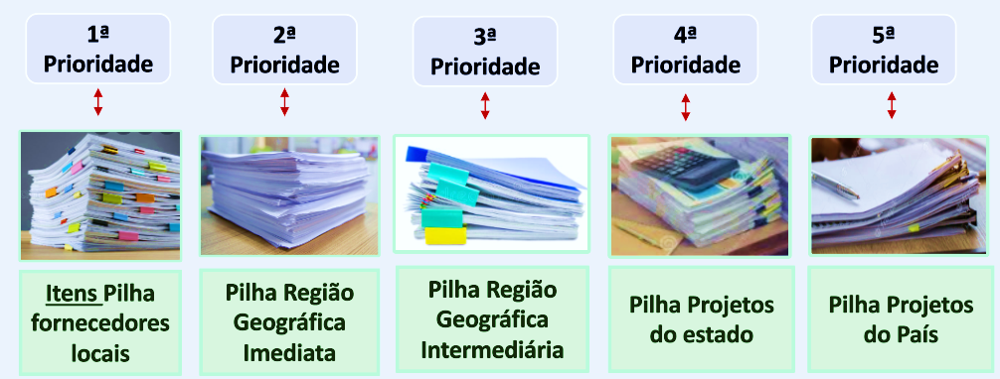 1ª
Prioridade
2ª
Prioridade
3ª
Prioridade
4ª
Prioridade
5ª
Prioridade
Itens Pilha
fornecedores
locais
Pilha Região
Geográfica
Imediata
Pilha Região
Geográfica
Intermediária
Pilha Projetos
do estado
Pilha Projetos
do País